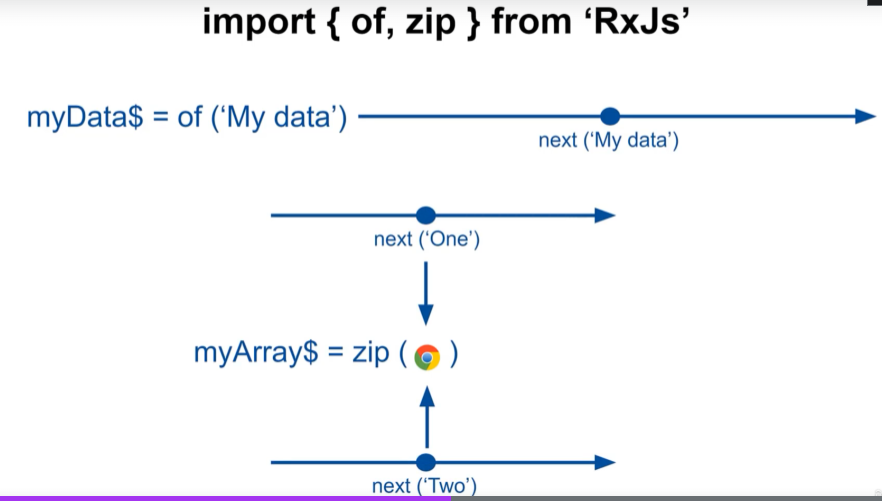 import { of, zip } from ‘RxJs’
myData$ = of (‘My data’)
next (‘My data’)
next (‘One’)
myArray$ = zip ( )
next (‘Two’)